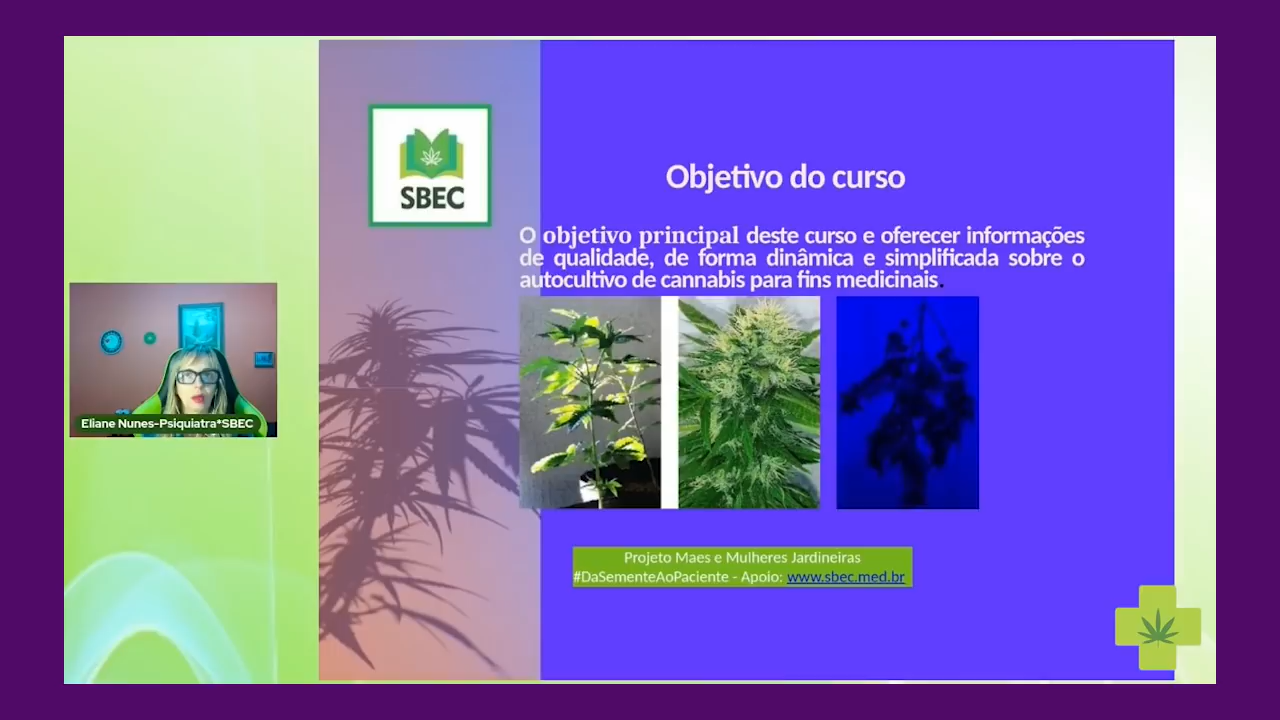 SBEC
Objetivo do curso
O objetivo principal deste curso e oferecer informações
de qualidade, de forma dinâmica e simplificada sobre o
autocultivo de cannabis para fins medicinais.
Eliane Nunes-Psiquiatra*SBEC
Projeto Maes e Mulheres Jardineiras
#DaSementeAoPaciente - Apoio: www.sbec.med.br